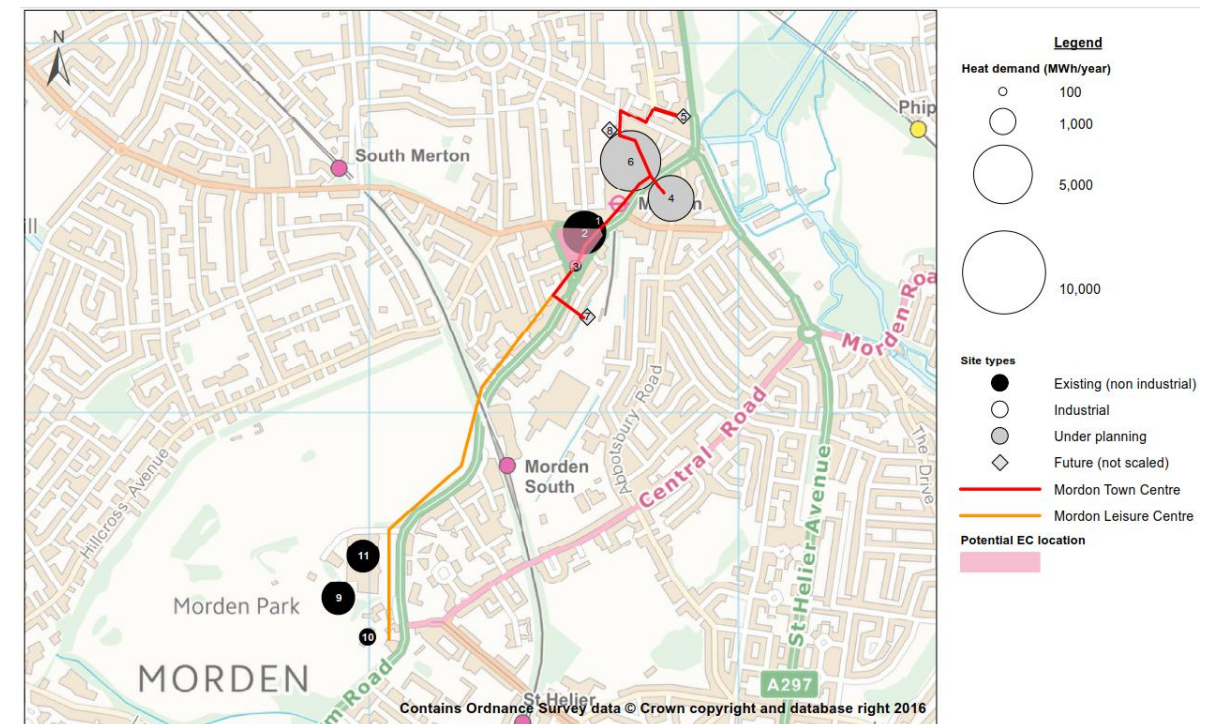 N
South Merton
Phip
ill
5
8
6
4
M
n
1
2
3
7
Morden Roa
Abbotsbury Road
Central Road
Morden
South
The Drive
Hillcross Avenue
St Helier Avenue
11
9
10
Morden Park
MORDEN
A297
m Road
St Helier
Contains Ordnance Survey data © Crown copyright and database right 2016
Legend
Heat demand (MWh/year)
100
1,000
5,000
10,000
Site types
Existing (non industrial)
Industrial
Under planning
Future (not scaled)
Mordon Town Centre
Mordon Leisure Centre
Potential EC location